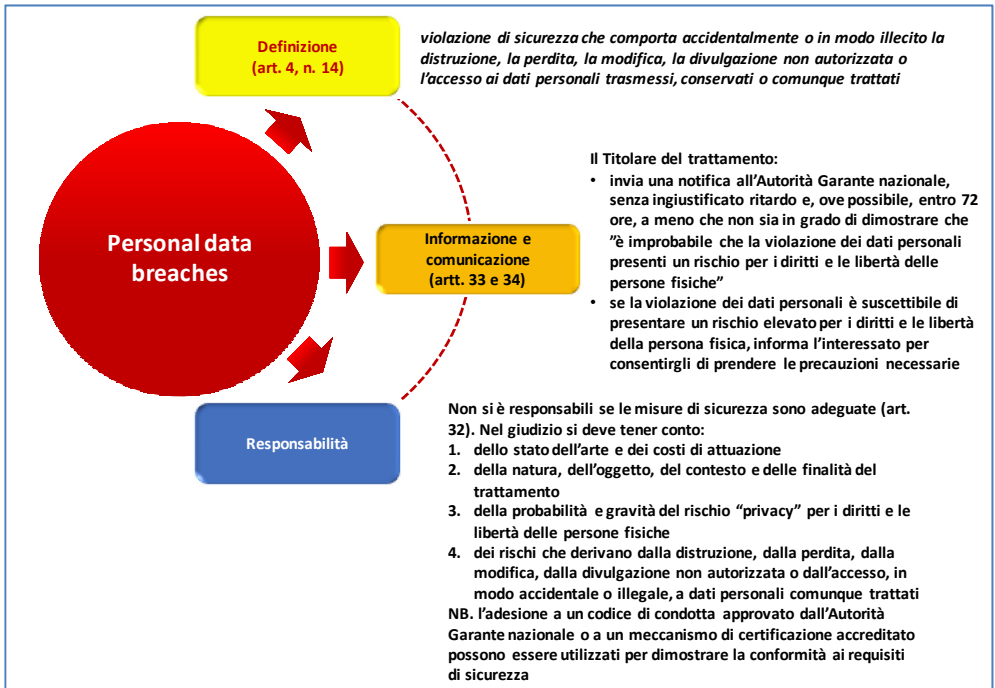 Definizione
(art. 4, n. 14)
violazione di sicurezza che comporta accidentalmente o in modo illecito la
distruzione, la perdita, la modifica, la divulgazione non autorizzata o
l’accesso ai dati personali trasmessi, conservati o comunque trattati
Personal data
breaches
Informazione e
comunicazione
(artt. 33 e 34)
Il Titolare del trattamento:
• invia una notifica all’Autorità Garante nazionale,
senza ingiustificato ritardo e, ove possibile, entro 72
ore, a meno che non sia in grado di dimostrare che
”è improbabile che la violazione dei dati personali
presenti un rischio per i diritti e le libertà delle
persone fisiche”
• se la violazione dei dati personali è suscettibile di
presentare un rischio elevato per i diritti e le libertà
della persona fisica, informa l’interessato per
consentirgli di prendere le precauzioni necessarie
Responsabilità
Non si è responsabili se le misure di sicurezza sono adeguate (art.
32). Nel giudizio si deve tener conto:
1. dello stato dell’arte e dei costi di attuazione
2. della natura, dell’oggetto, del contesto e delle finalità del
trattamento
3. della probabilità e gravità del rischio “privacy” per i diritti e le
libertà delle persone fisiche
4. dei rischi che derivano dalla distruzione, dalla perdita, dalla
modifica, dalla divulgazione non autorizzata o dall’accesso, in
modo accidentale o illegale, a dati personali comunque trattati
NB. l’adesione a un codice di condotta approvato dall’Autorità
Garante nazionale o a un meccanismo di certificazione accreditato
possono essere utilizzati per dimostrare la conformità ai requisiti
di sicurezza